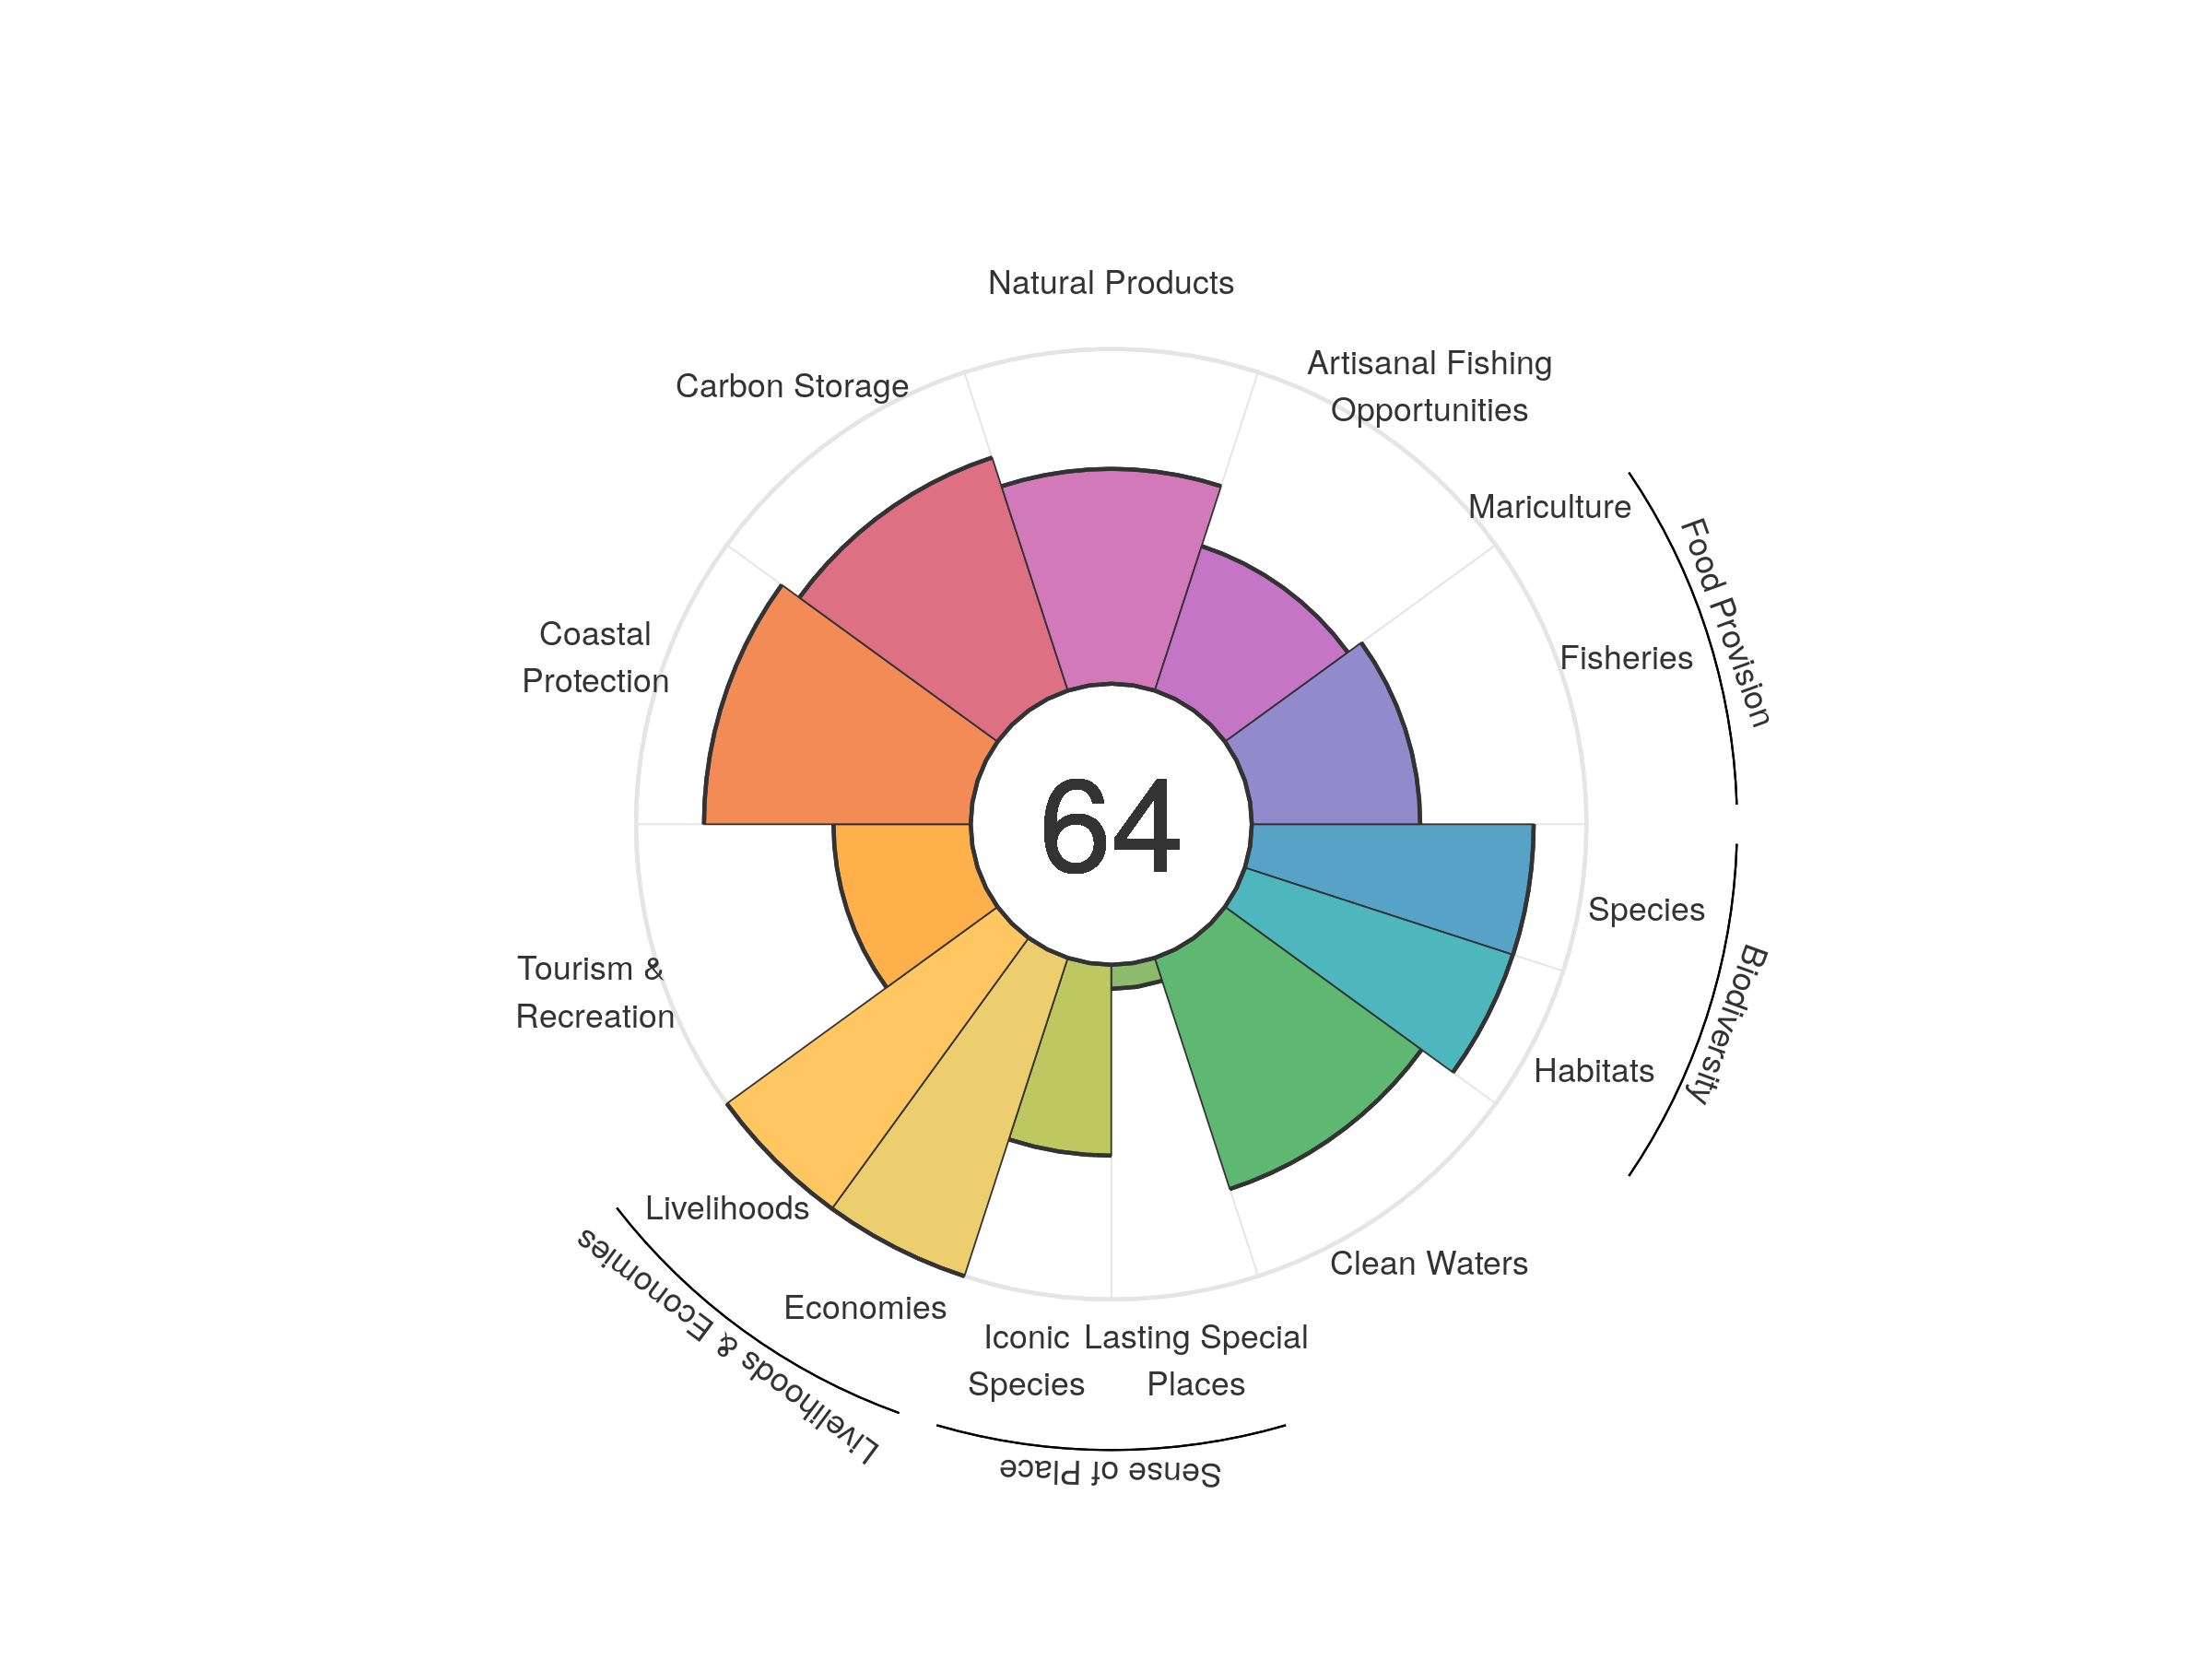 Natural Products
Artisanal Fishing
Opportunities
Carbon Storage
Mariculture
Food Provision
Fisheries
Coastal
Protection
64
Species
Biodiversity
Habitats
Tourism &
Recreation
Livelihoods
Livelihoods & Economies
Economies
Clean Waters
Iconic
Species
Lasting Special
Places
Sense of Place